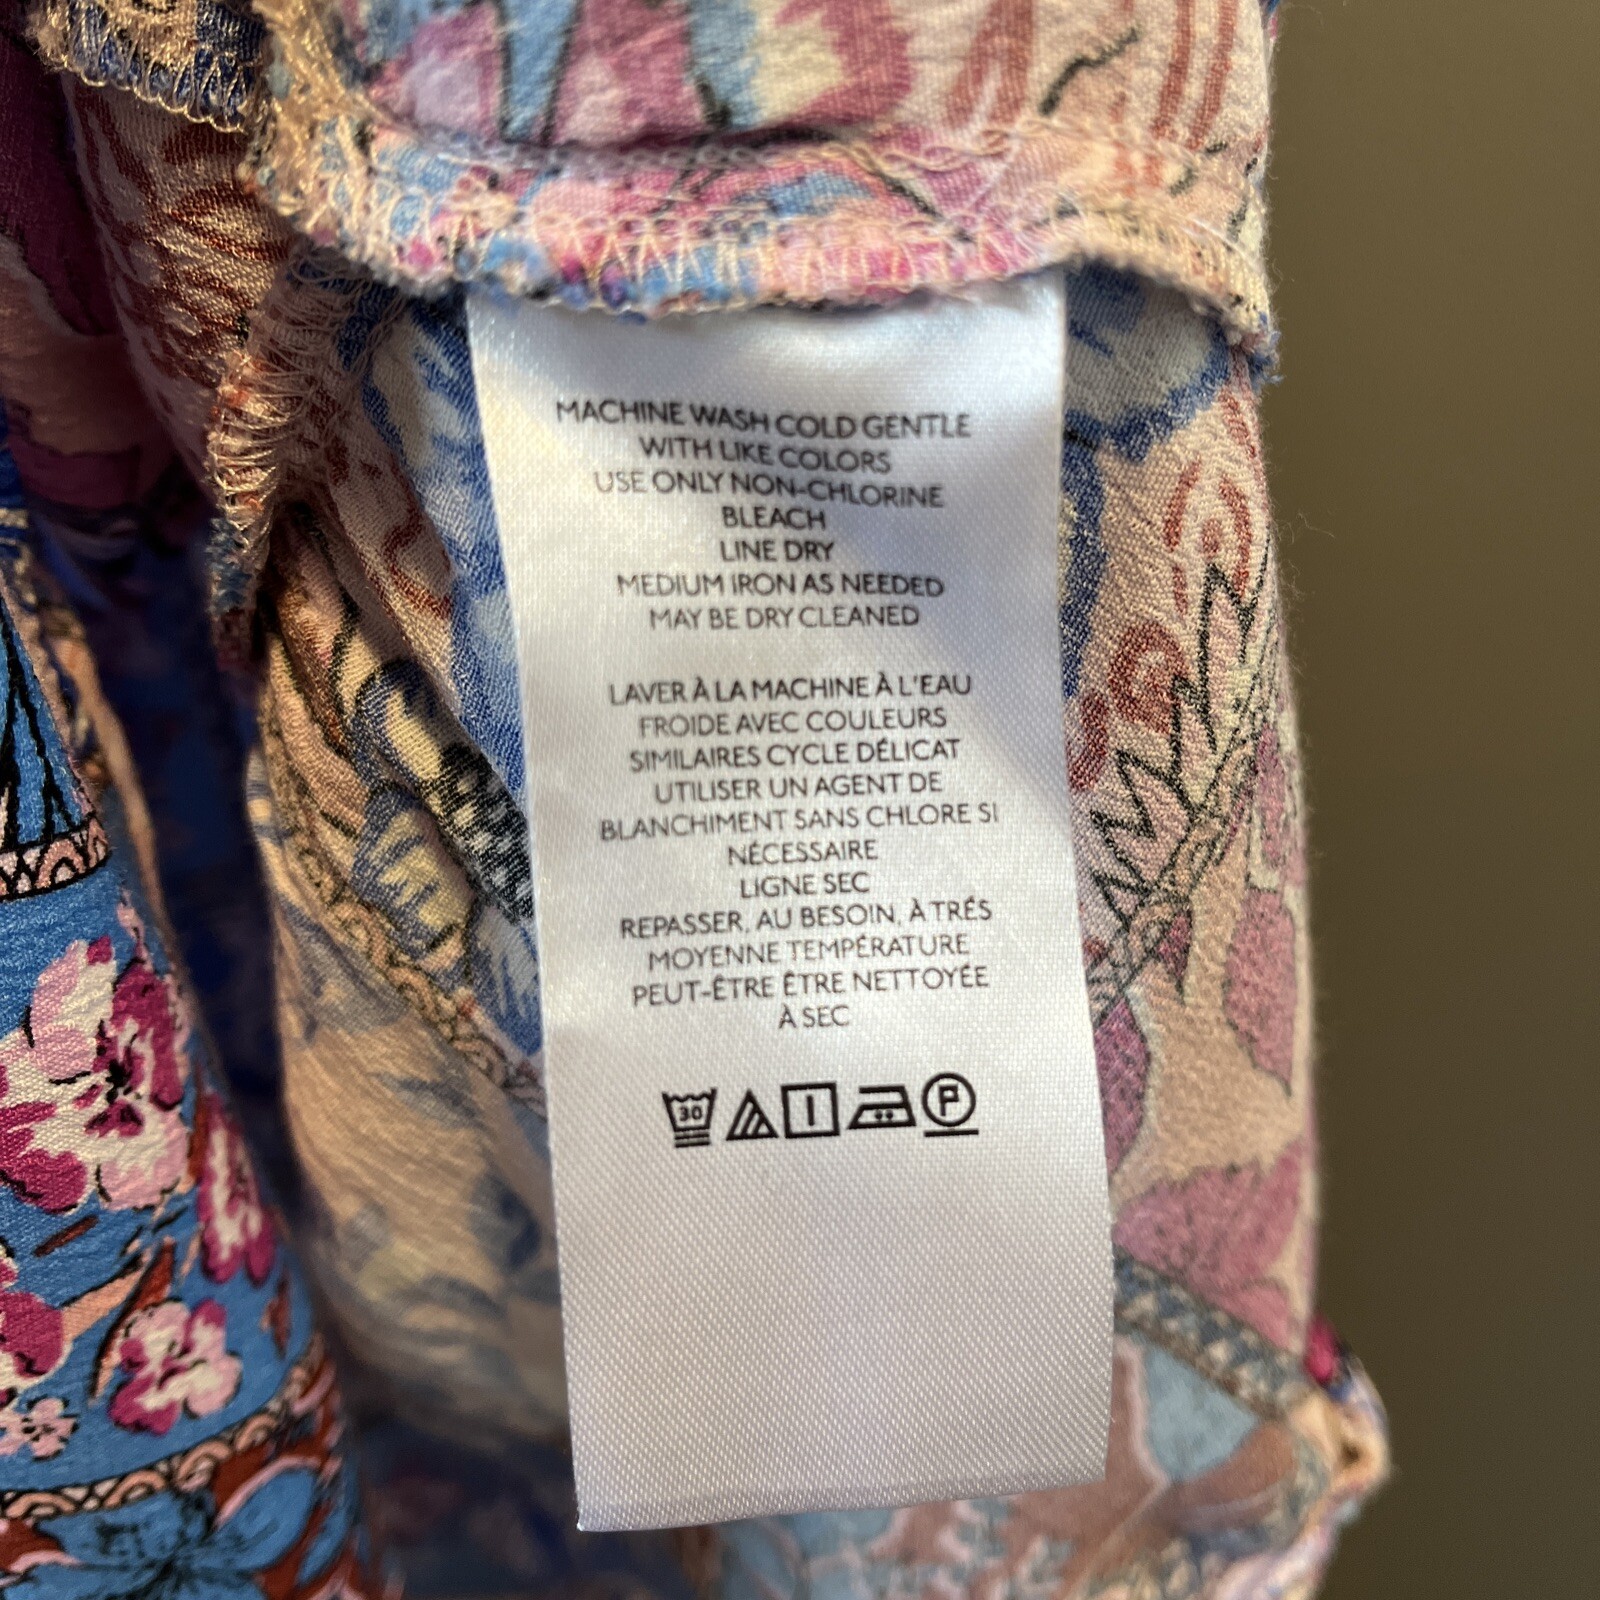 MACHINE WASH COLD GENTLE
WITH LIKE COLORS
USE ONLY NON-CHLORINE
BLEACH
LINE DRY
MEDIUM IRON AS NEEDED
MAY BE DRY CLEANED
LAVER À LA MACHINE À L'EAU
FROIDE AVEC COULEURS
SIMILAIRES CYCLE DÉLICAT
UTILISER UN AGENT DE
BLANCHIMENT SANS CHLORE SI
NÉCESSAIRE
LIGNE SEC
REPASSER, AU BESOIN, À TRÉS
MOYENNE TEMPÉRATURE
PEUT-ÊTRE ÊTRE NETTOYÉE
À SEC
30 P